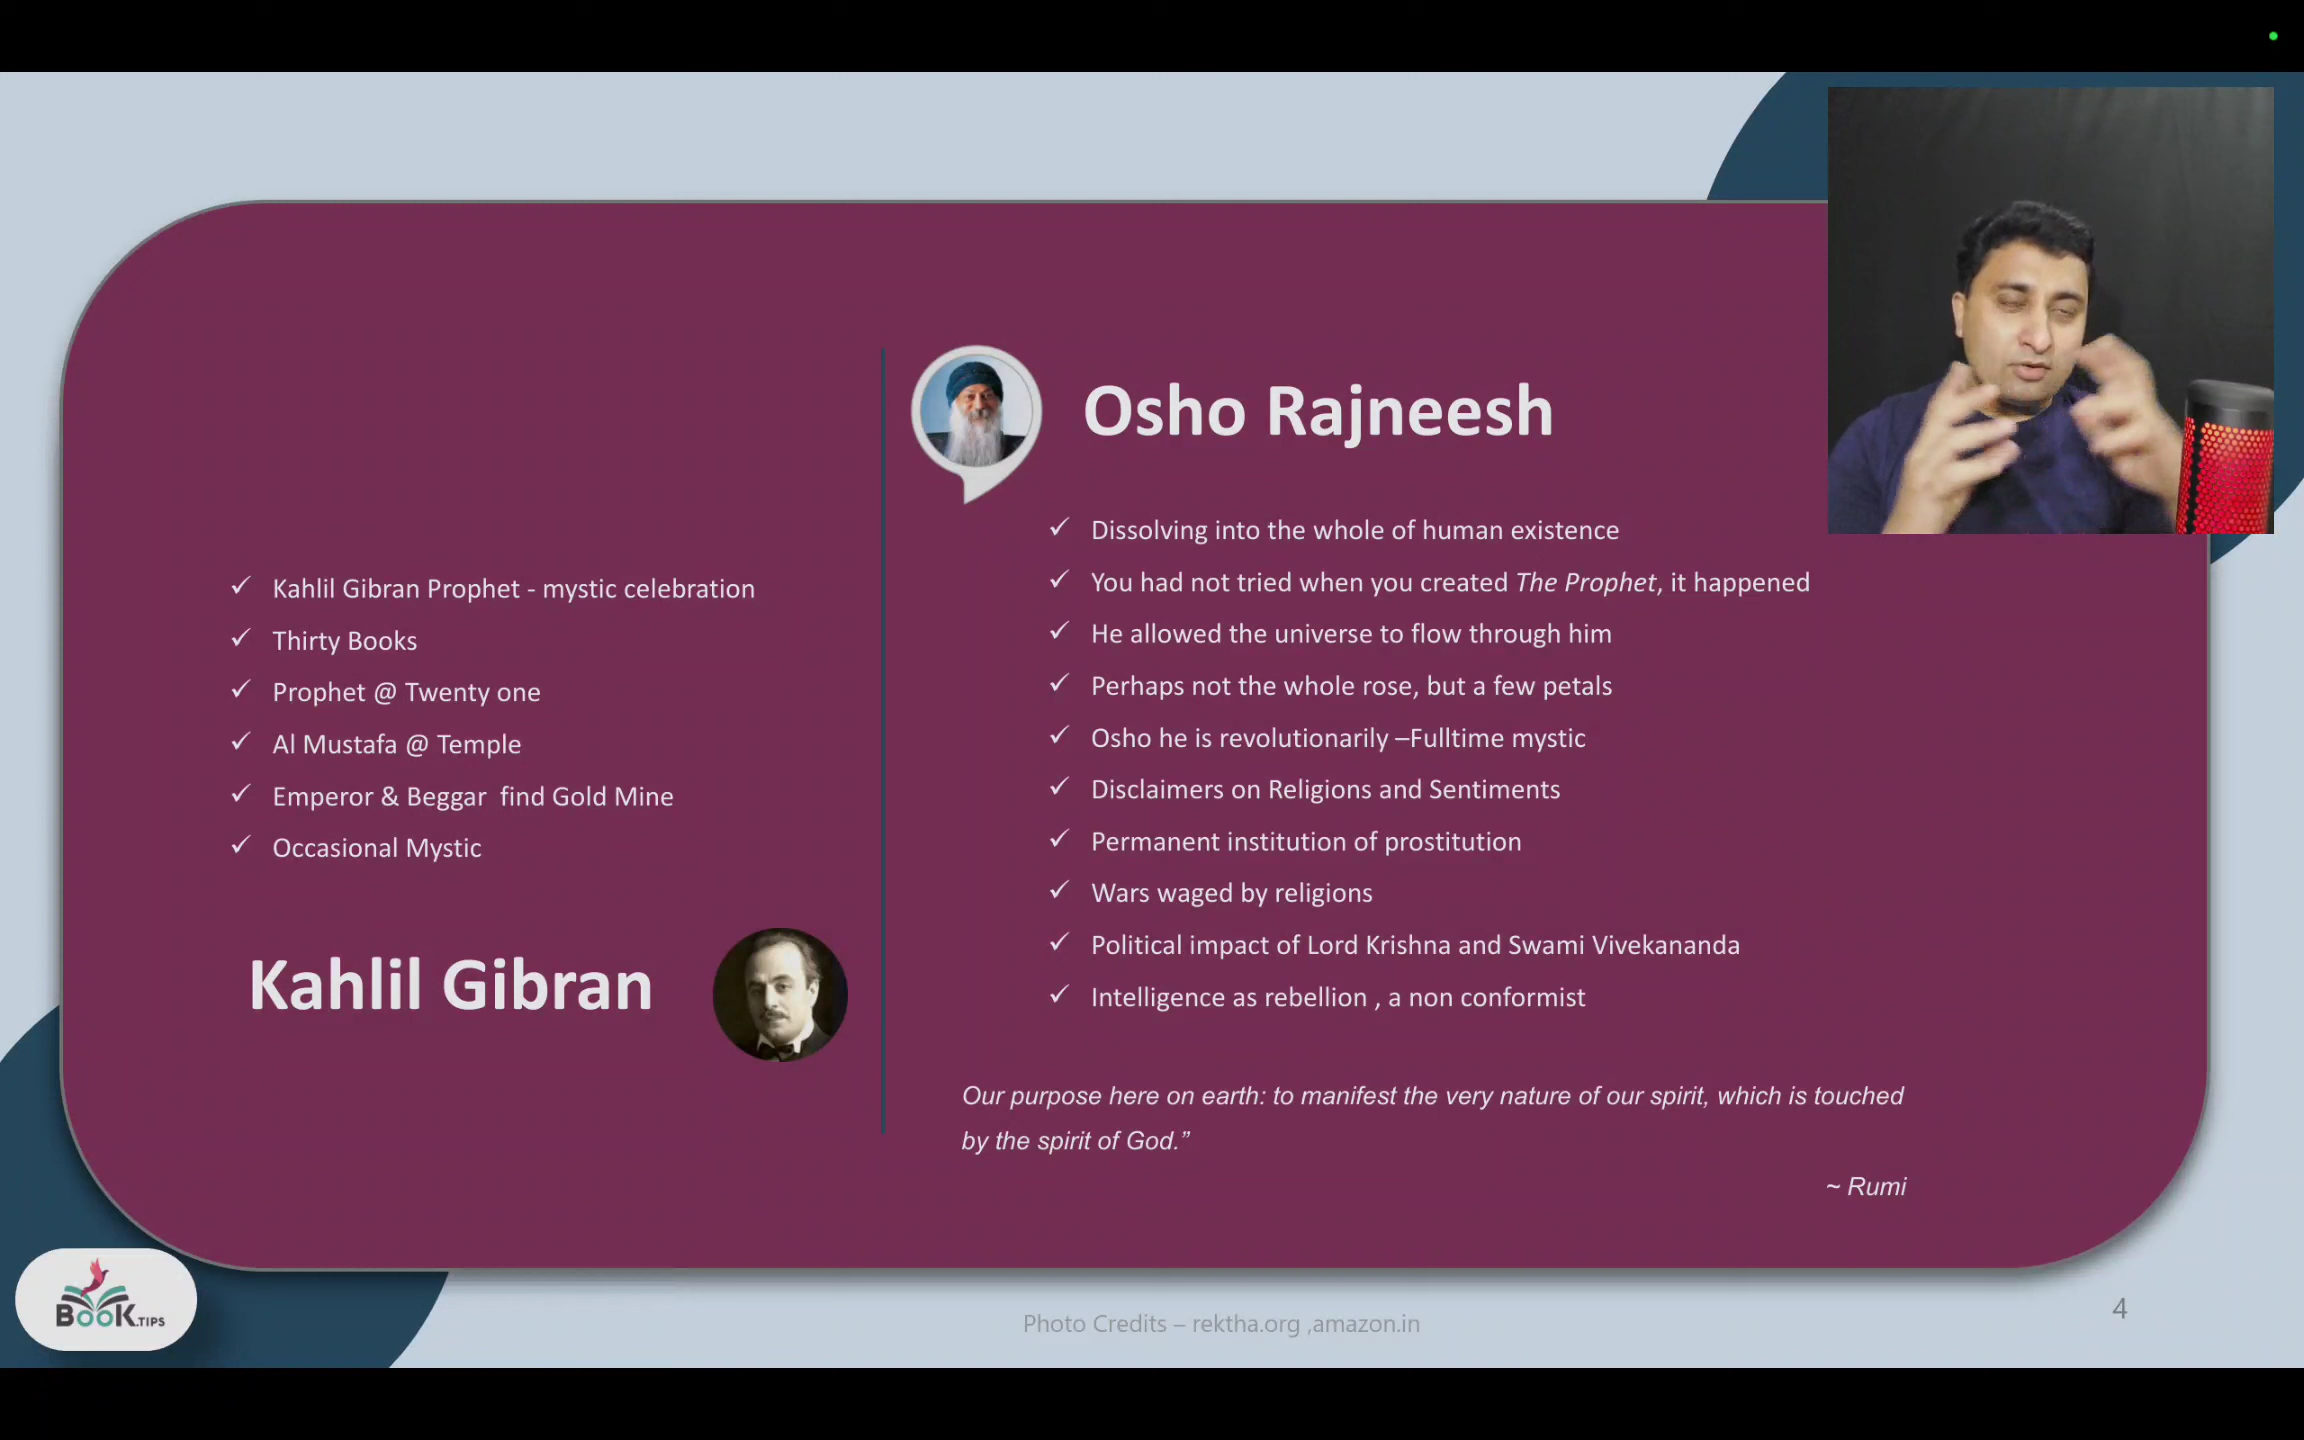 Kahlil Gibran Prophet - mystic celebration
Thirty Books
Prophet @ Twenty one
Al Mustafa @ Temple
Emperor & Beggar find Gold Mine
Occasional Mystic
Kahlil Gibran
Osho Rajneesh
Dissolving into the whole of human existence
You had not tried when you created The Prophet, it happened
He allowed the universe to flow through him
Perhaps not the whole rose, but a few petals
Osho he is revolutionarily –Fulltime mystic
Disclaimers on Religions and Sentiments
Permanent institution of prostitution
Wars waged by religions
Political impact of Lord Krishna and Swami Vivekananda
Intelligence as rebellion , a non conformist
Our purpose here on earth: to manifest the very nature of our spirit, which is touched
by the spirit of God.”
~ Rumi
BOOK.TIPS
Photo Credits – rektha.org ,amazon.in
4